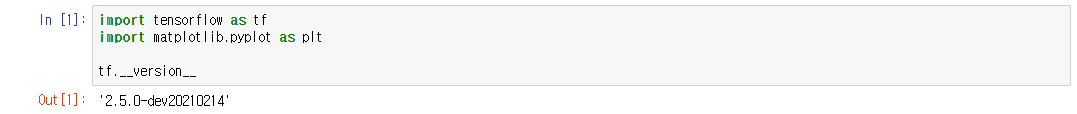 In [1]: import tensorflow as tf
import matplotlib.pyplot as plt
tf.__version__
Out[1]: '2.5.0-dev20210214'